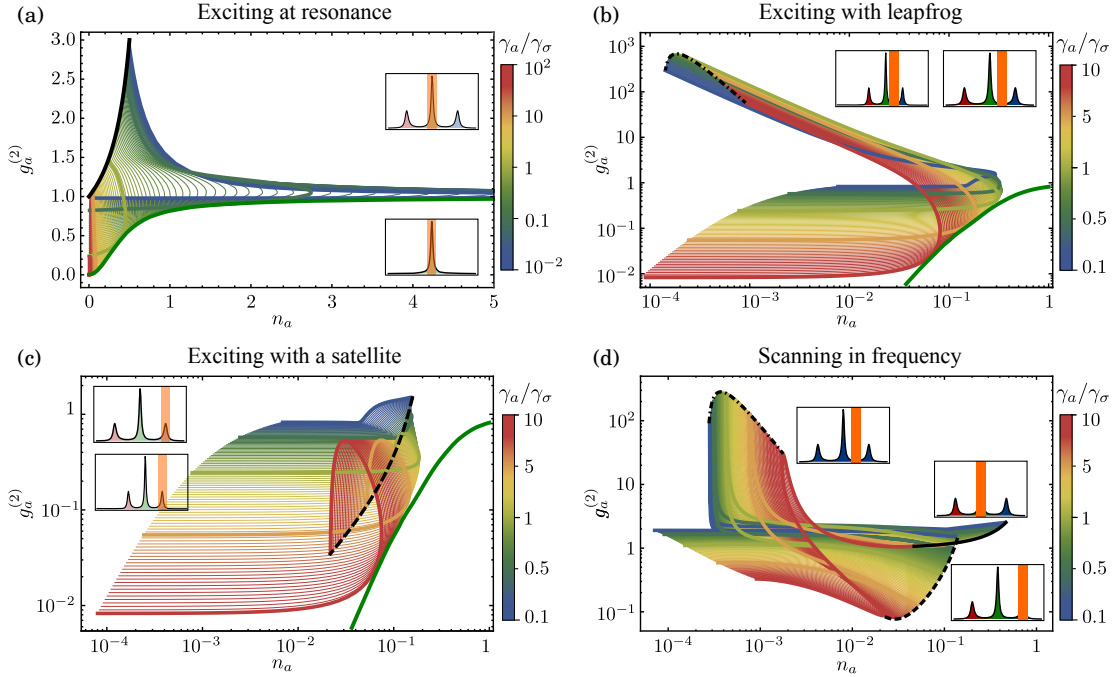 (a) Exciting at resonance
γ_a/γ_σ
3.0
2.5
2.0
1.5
1.0
0.5
0.0
g_a^{(2)}
0 1 2 3 4 5
n_a
10^2
10
1
0.1
10^{-2}
(b) Exciting with leapfrog
γ_a/γ_σ
10^3
10^2
10
1
10^{-1}
10^{-2}
g_a^{(2)}
10^{-4} 10^{-3} 10^{-2} 10^{-1} 1
n_a
10
5
1
0.5
0.1
(c) Exciting with a satellite
γ_a/γ_σ
1
10^{-1}
10^{-2}
g_a^{(2)}
10^{-4} 10^{-3} 10^{-2} 10^{-1} 1
n_a
10
5
1
0.5
0.1
(d) Scanning in frequency
γ_a/γ_σ
10^2
10
1
10^{-1}
g_a^{(2)}
10^{-4} 10^{-3} 10^{-2} 10^{-1} 1
n_a
10
5
1
0.5
0.1